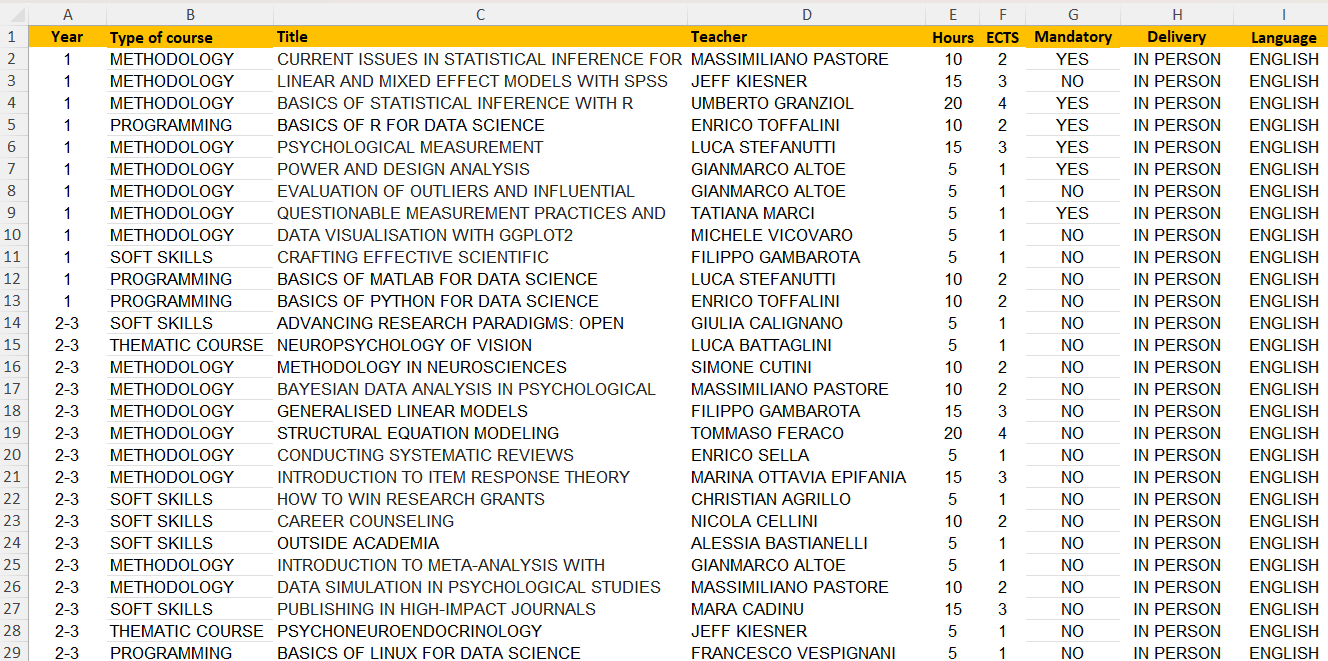 A B C D E F G H I
1 Year Type of course Title Teacher Hours ECTS Mandatory Delivery Language
2 1 METHODOLOGY CURRENT ISSUES IN STATISTICAL INFERENCE FOR MASSIMILIANO PASTORE 10 2 YES IN PERSON ENGLISH
3 1 METHODOLOGY LINEAR AND MIXED EFFECT MODELS WITH SPSS JEFF KIESNER 15 3 NO IN PERSON ENGLISH
4 1 METHODOLOGY BASICS OF STATISTICAL INFERENCE WITH R UMBERTO GRANZIOL 20 4 YES IN PERSON ENGLISH
5 1 PROGRAMMING BASICS OF R FOR DATA SCIENCE ENRICO TOFFALINI 10 2 YES IN PERSON ENGLISH
6 1 METHODOLOGY PSYCHOLOGICAL MEASUREMENT LUCA STEFANUTTI 15 3 YES IN PERSON ENGLISH
7 1 METHODOLOGY POWER AND DESIGN ANALYSIS GIANMARCO ALTOE 5 1 YES IN PERSON ENGLISH
8 1 METHODOLOGY EVALUATION OF OUTLIERS AND INFLUENTIAL GIANMARCO ALTOE 5 1 NO IN PERSON ENGLISH
9 1 METHODOLOGY QUESTIONABLE MEASUREMENT PRACTICES AND TATIANA MARCI 5 1 YES IN PERSON ENGLISH
10 1 METHODOLOGY DATA VISUALISATION WITH GGPLOT2 MICHELE VICOVARO 5 1 NO IN PERSON ENGLISH
11 1 SOFT SKILLS CRAFTING EFFECTIVE SCIENTIFIC FILIPPO GAMBAROTA 5 1 NO IN PERSON ENGLISH
12 1 PROGRAMMING BASICS OF MATLAB FOR DATA SCIENCE LUCA STEFANUTTI 10 2 NO IN PERSON ENGLISH
13 1 PROGRAMMING BASICS OF PYTHON FOR DATA SCIENCE ENRICO TOFFALINI 10 2 NO IN PERSON ENGLISH
14 2-3 SOFT SKILLS ADVANCING RESEARCH PARADIGMS: OPEN GIULIA CALIGNANO 5 1 NO IN PERSON ENGLISH
15 2-3 THEMATIC COURSE NEUROPSYCHOLOGY OF VISION LUCA BATTAGLINI 5 1 NO IN PERSON ENGLISH
16 2-3 METHODOLOGY METHODOLOGY IN NEUROSCIENCES SIMONE CUTINI 10 2 NO IN PERSON ENGLISH
17 2-3 METHODOLOGY BAYESIAN DATA ANALYSIS IN PSYCHOLOGICAL MASSIMILIANO PASTORE 10 2 NO IN PERSON ENGLISH
18 2-3 METHODOLOGY GENERALISED LINEAR MODELS FILIPPO GAMBAROTA 15 3 NO IN PERSON ENGLISH
19 2-3 METHODOLOGY STRUCTURAL EQUATION MODELING TOMMASO FERACO 20 4 NO IN PERSON ENGLISH
20 2-3 METHODOLOGY CONDUCTING SYSTEMATIC REVIEWS ENRICO SELLA 5 1 NO IN PERSON ENGLISH
21 2-3 METHODOLOGY INTRODUCTION TO ITEM RESPONSE THEORY MARINA OTTAVIA EPIFANIA 15 3 NO IN PERSON ENGLISH
22 2-3 SOFT SKILLS HOW TO WIN RESEARCH GRANTS CHRISTIAN AGRILLO 5 1 NO IN PERSON ENGLISH
23 2-3 SOFT SKILLS CAREER COUNSELING NICOLA CELLINI 10 2 NO IN PERSON ENGLISH
24 2-3 SOFT SKILLS OUTSIDE ACADEMIA ALESSIA BASTIANELLI 5 1 NO IN PERSON ENGLISH
25 2-3 METHODOLOGY INTRODUCTION TO META-ANALYSIS WITH GIANMARCO ALTOE 5 1 NO IN PERSON ENGLISH
26 2-3 METHODOLOGY DATA SIMULATION IN PSYCHOLOGICAL STUDIES MASSIMILIANO PASTORE 10 2 NO IN PERSON ENGLISH
27 2-3 SOFT SKILLS PUBLISHING IN HIGH-IMPACT JOURNALS MARA CADINU 15 3 NO IN PERSON ENGLISH
28 2-3 THEMATIC COURSE PSYCHONEUROENDOCRINOLOGY JEFF KIESNER 5 1 NO IN PERSON ENGLISH
29 2-3 PROGRAMMING BASICS OF LINUX FOR DATA SCIENCE FRANCESCO VESPIGNANI 5 1 NO IN PERSON ENGLISH